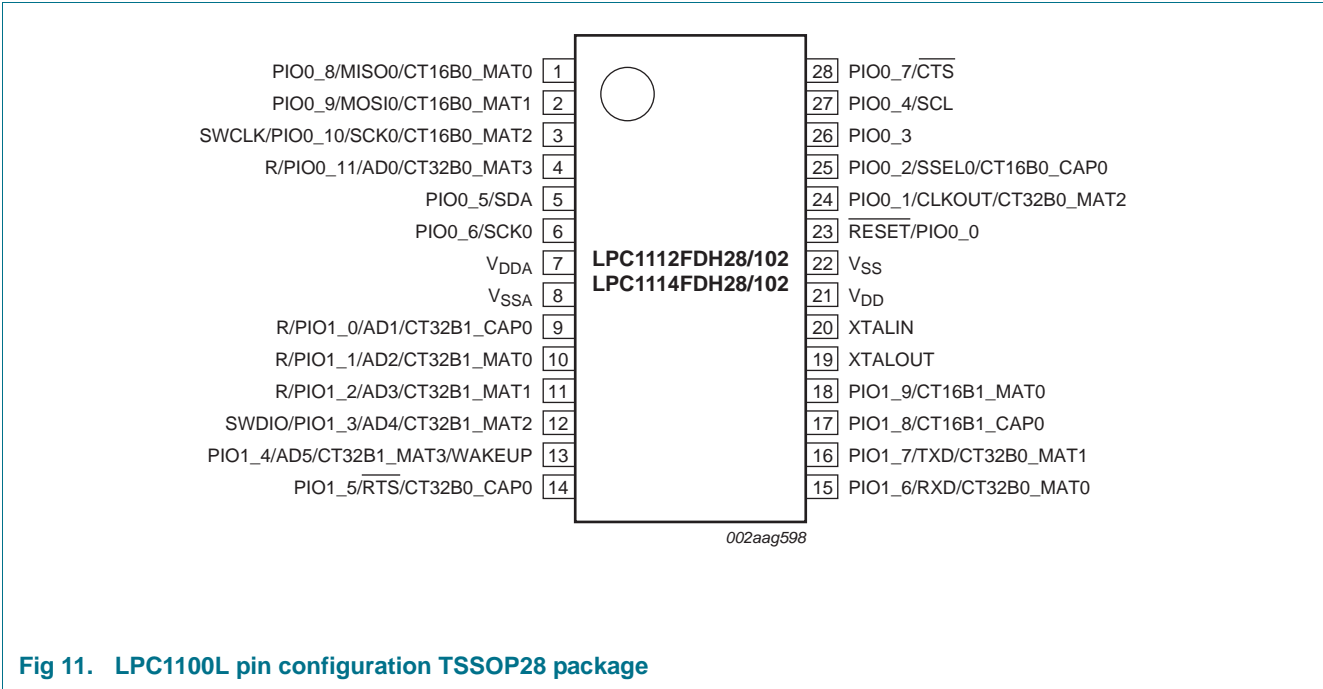 PIO0_8/MISO0/CT16B0_MAT0 1
PIO0_9/MOSI0/CT16B0_MAT1 2
SWCLK/PIO0_10/SCK0/CT16B0_MAT2 3
R/PIO0_11/AD0/CT32B0_MAT3 4
PIO0_5/SDA 5
PIO0_6/SCK0 6
VDDA 7
VSSA 8
R/PIO1_0/AD1/CT32B1_CAP0 9
R/PIO1_1/AD2/CT32B1_MAT0 10
R/PIO1_2/AD3/CT32B1_MAT1 11
SWDIO/PIO1_3/AD4/CT32B1_MAT2 12
PIO1_4/AD5/CT32B1_MAT3/WAKEUP 13
PIO1_5/RTS/CT32B0_CAP0 14
LPC1112FDH28/102
LPC1114FDH28/102
28 PIO0_7/CTS
27 PIO0_4/SCL
26 PIO0_3
25 PIO0_2/SSEL0/CT16B0_CAP0
24 PIO0_1/CLKOUT/CT32B0_MAT2
23 RESET/PIO0_0
22 VSS
21 VDD
20 XTALIN
19 XTALOUT
18 PIO1_9/CT16B1_MAT0
17 PIO1_8/CT16B1_CAP0
16 PIO1_7/TXD/CT32B0_MAT1
15 PIO1_6/RXD/CT32B0_MAT0
002aag598
Fig 11. LPC1100L pin configuration TSSOP28 package